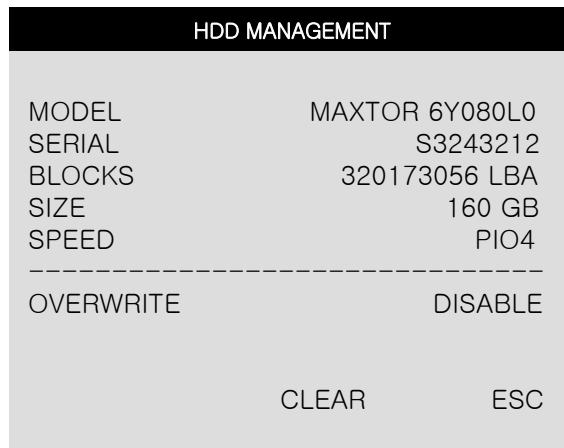 HDD MANAGEMENT
MODEL MAXTOR 6Y080L0
SERIAL S3243212
BLOCKS 320173056 LBA
SIZE 160 GB
SPEED PIO4
--------------------------------
OVERWRITE DISABLE
CLEAR ESC